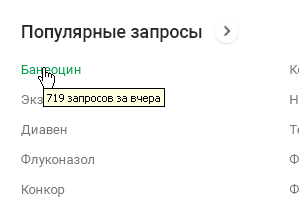 Популярные запросы
Банеоцин К
719 запросов за вчера Н
Диавен Т
Флуконазол Ф
Конкор Ф